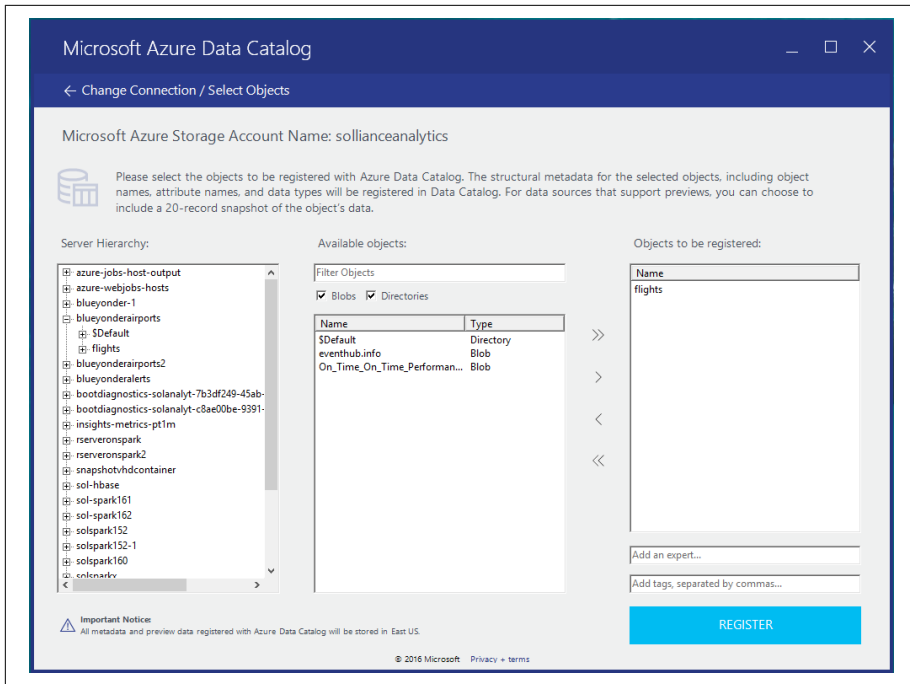 Microsoft Azure Data Catalog
← Change Connection / Select Objects
Microsoft Azure Storage Account Name: sollianceanalytics
Please select the objects to be registered with Azure Data Catalog. The structural metadata for the selected objects, including object
names, attribute names, and data types will be registered in Data Catalog. For data sources that support previews, you can choose to
include a 20-record snapshot of the object's data.
Server Hierarchy:
azure-jobs-host-output
azure-webjobs-hosts
blueyonder-1
blueyonderairports
$Default
flights
blueyonderairports2
blueyonderalerts
bootdiagnostics-solanalyt-7b3df249-45ab-
bootdiagnostics-solanalyt-c8ae00be-9391-
insights-metrics-pt1m
rserveronspark
rserveronspark2
snapshotvhdcontainer
sol-hbase
sol-spark161
sol-spark162
solspark152
solspark152-1
solspark160
solsparkx
Available objects:
Filter Objects
Blobs Directories
Name Type
$Default Directory
eventhub.info Blob
On_Time_On_Time_Performan... Blob
Objects to be registered:
Name
flights
Add an expert...
Add tags, separated by commas...
REGISTER
Important Notice:
All metadata and preview data registered with Azure Data Catalog will be stored in East US.
© 2016 Microsoft Privacy + terms